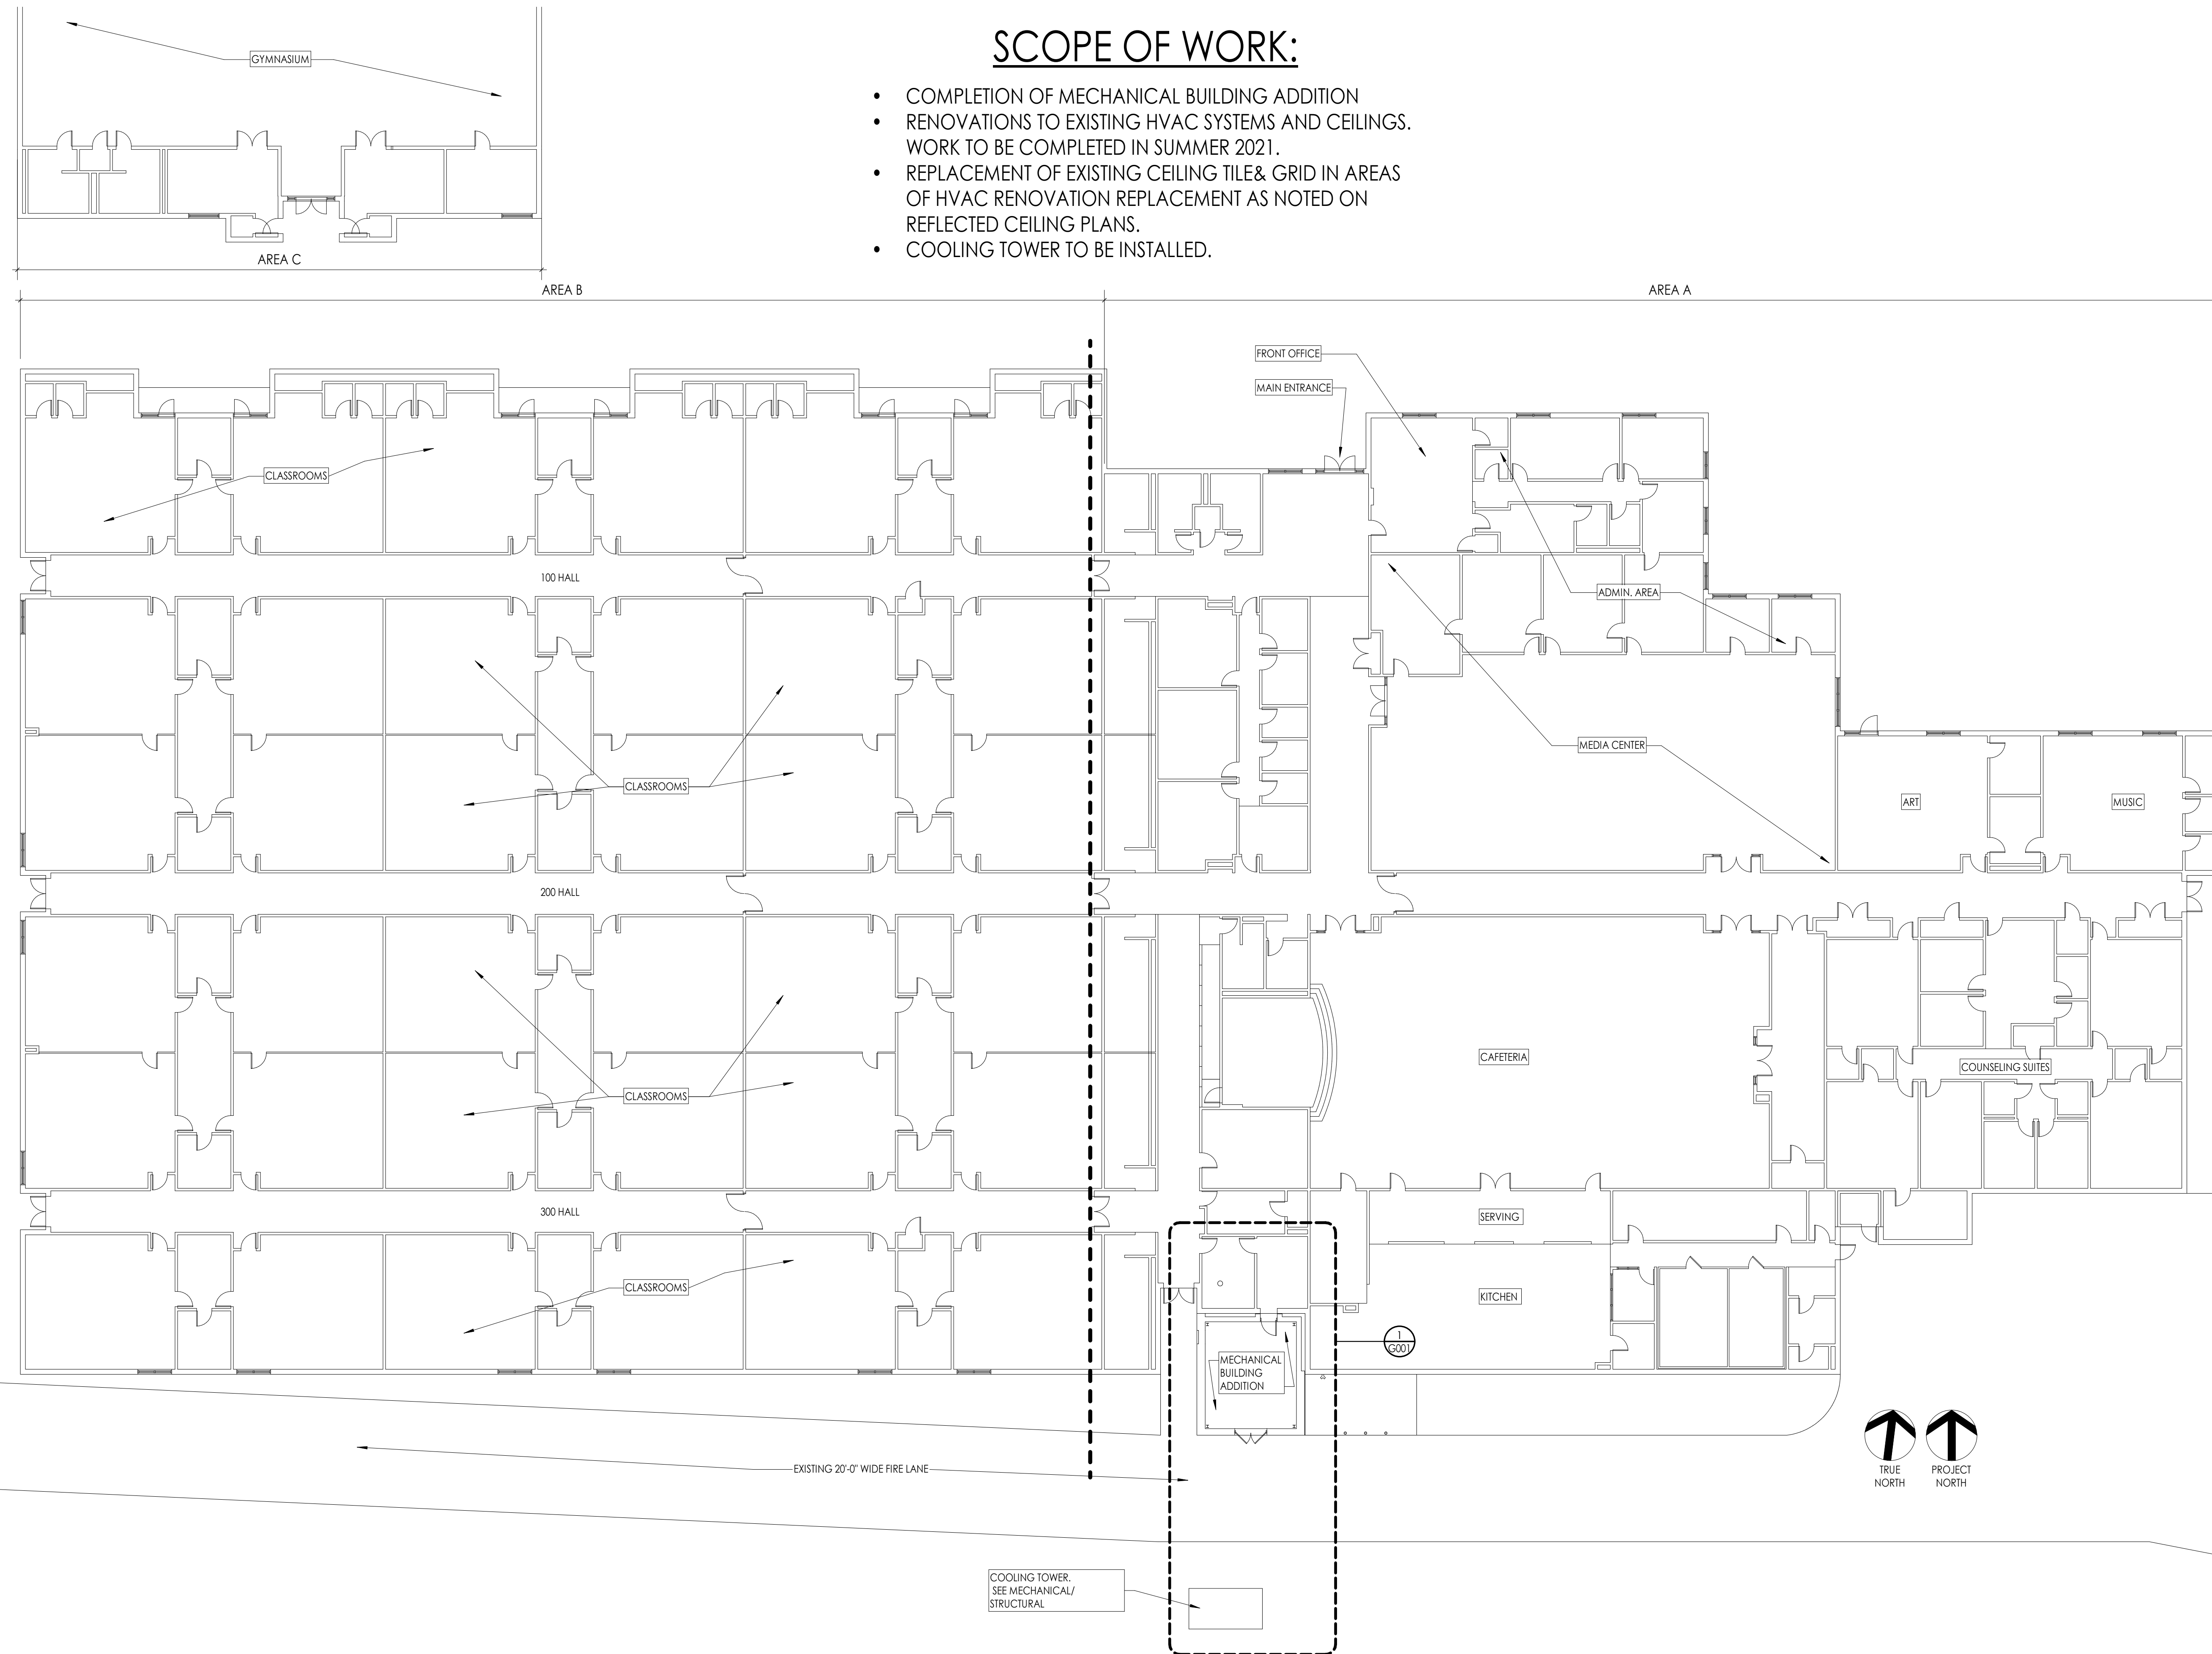 GYMNASIUM
SCOPE OF WORK:
• COMPLETION OF MECHANICAL BUILDING ADDITION
• RENOVATIONS TO EXISTING HVAC SYSTEMS AND CEILINGS.
WORK TO BE COMPLETED IN SUMMER 2021.
• REPLACEMENT OF EXISTING CEILING TILE& GRID IN AREAS
OF HVAC RENOVATION REPLACEMENT AS NOTED ON
REFLECTED CEILING PLANS.
• COOLING TOWER TO BE INSTALLED.
AREA C
AREA B
AREA A
FRONT OFFICE
MAIN ENTRANCE
CLASSROOMS
100 HALL
ADMIN. AREA
MEDIA CENTER
CLASSROOMS
ART
MUSIC
200 HALL
CAFETERIA
COUNSELING SUITES
CLASSROOMS
300 HALL
SERVING
CLASSROOMS
KITCHEN
1
G001
MECHANICAL
BUILDING
ADDITION
EXISTING 20'-0" WIDE FIRE LANE
TRUE
NORTH
PROJECT
NORTH
COOLING TOWER.
SEE MECHANICAL/
STRUCTURAL